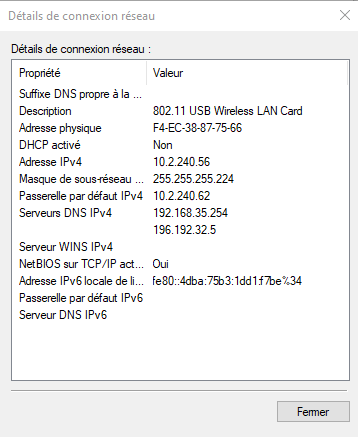 Détails de connexion réseau
Détails de connexion réseau :
Propriété Valeur
Suffixe DNS propre à la ...
Description 802.11 USB Wireless LAN Card
Adresse physique F4-EC-38-87-75-66
DHCP activé Non
Adresse IPv4 10.2.240.56
Masque de sous-réseau ... 255.255.255.224
Passerelle par défaut IPv4 10.2.240.62
Serveurs DNS IPv4 192.168.35.254
196.192.32.5
Serveur WINS IPv4
NetBIOS sur TCP/IP act... Oui
Adresse IPv6 locale de li... fe80::4dba:75b3:1dd1:f7be%34
Passerelle par défaut IPv6
Serveur DNS IPv6
Fermer